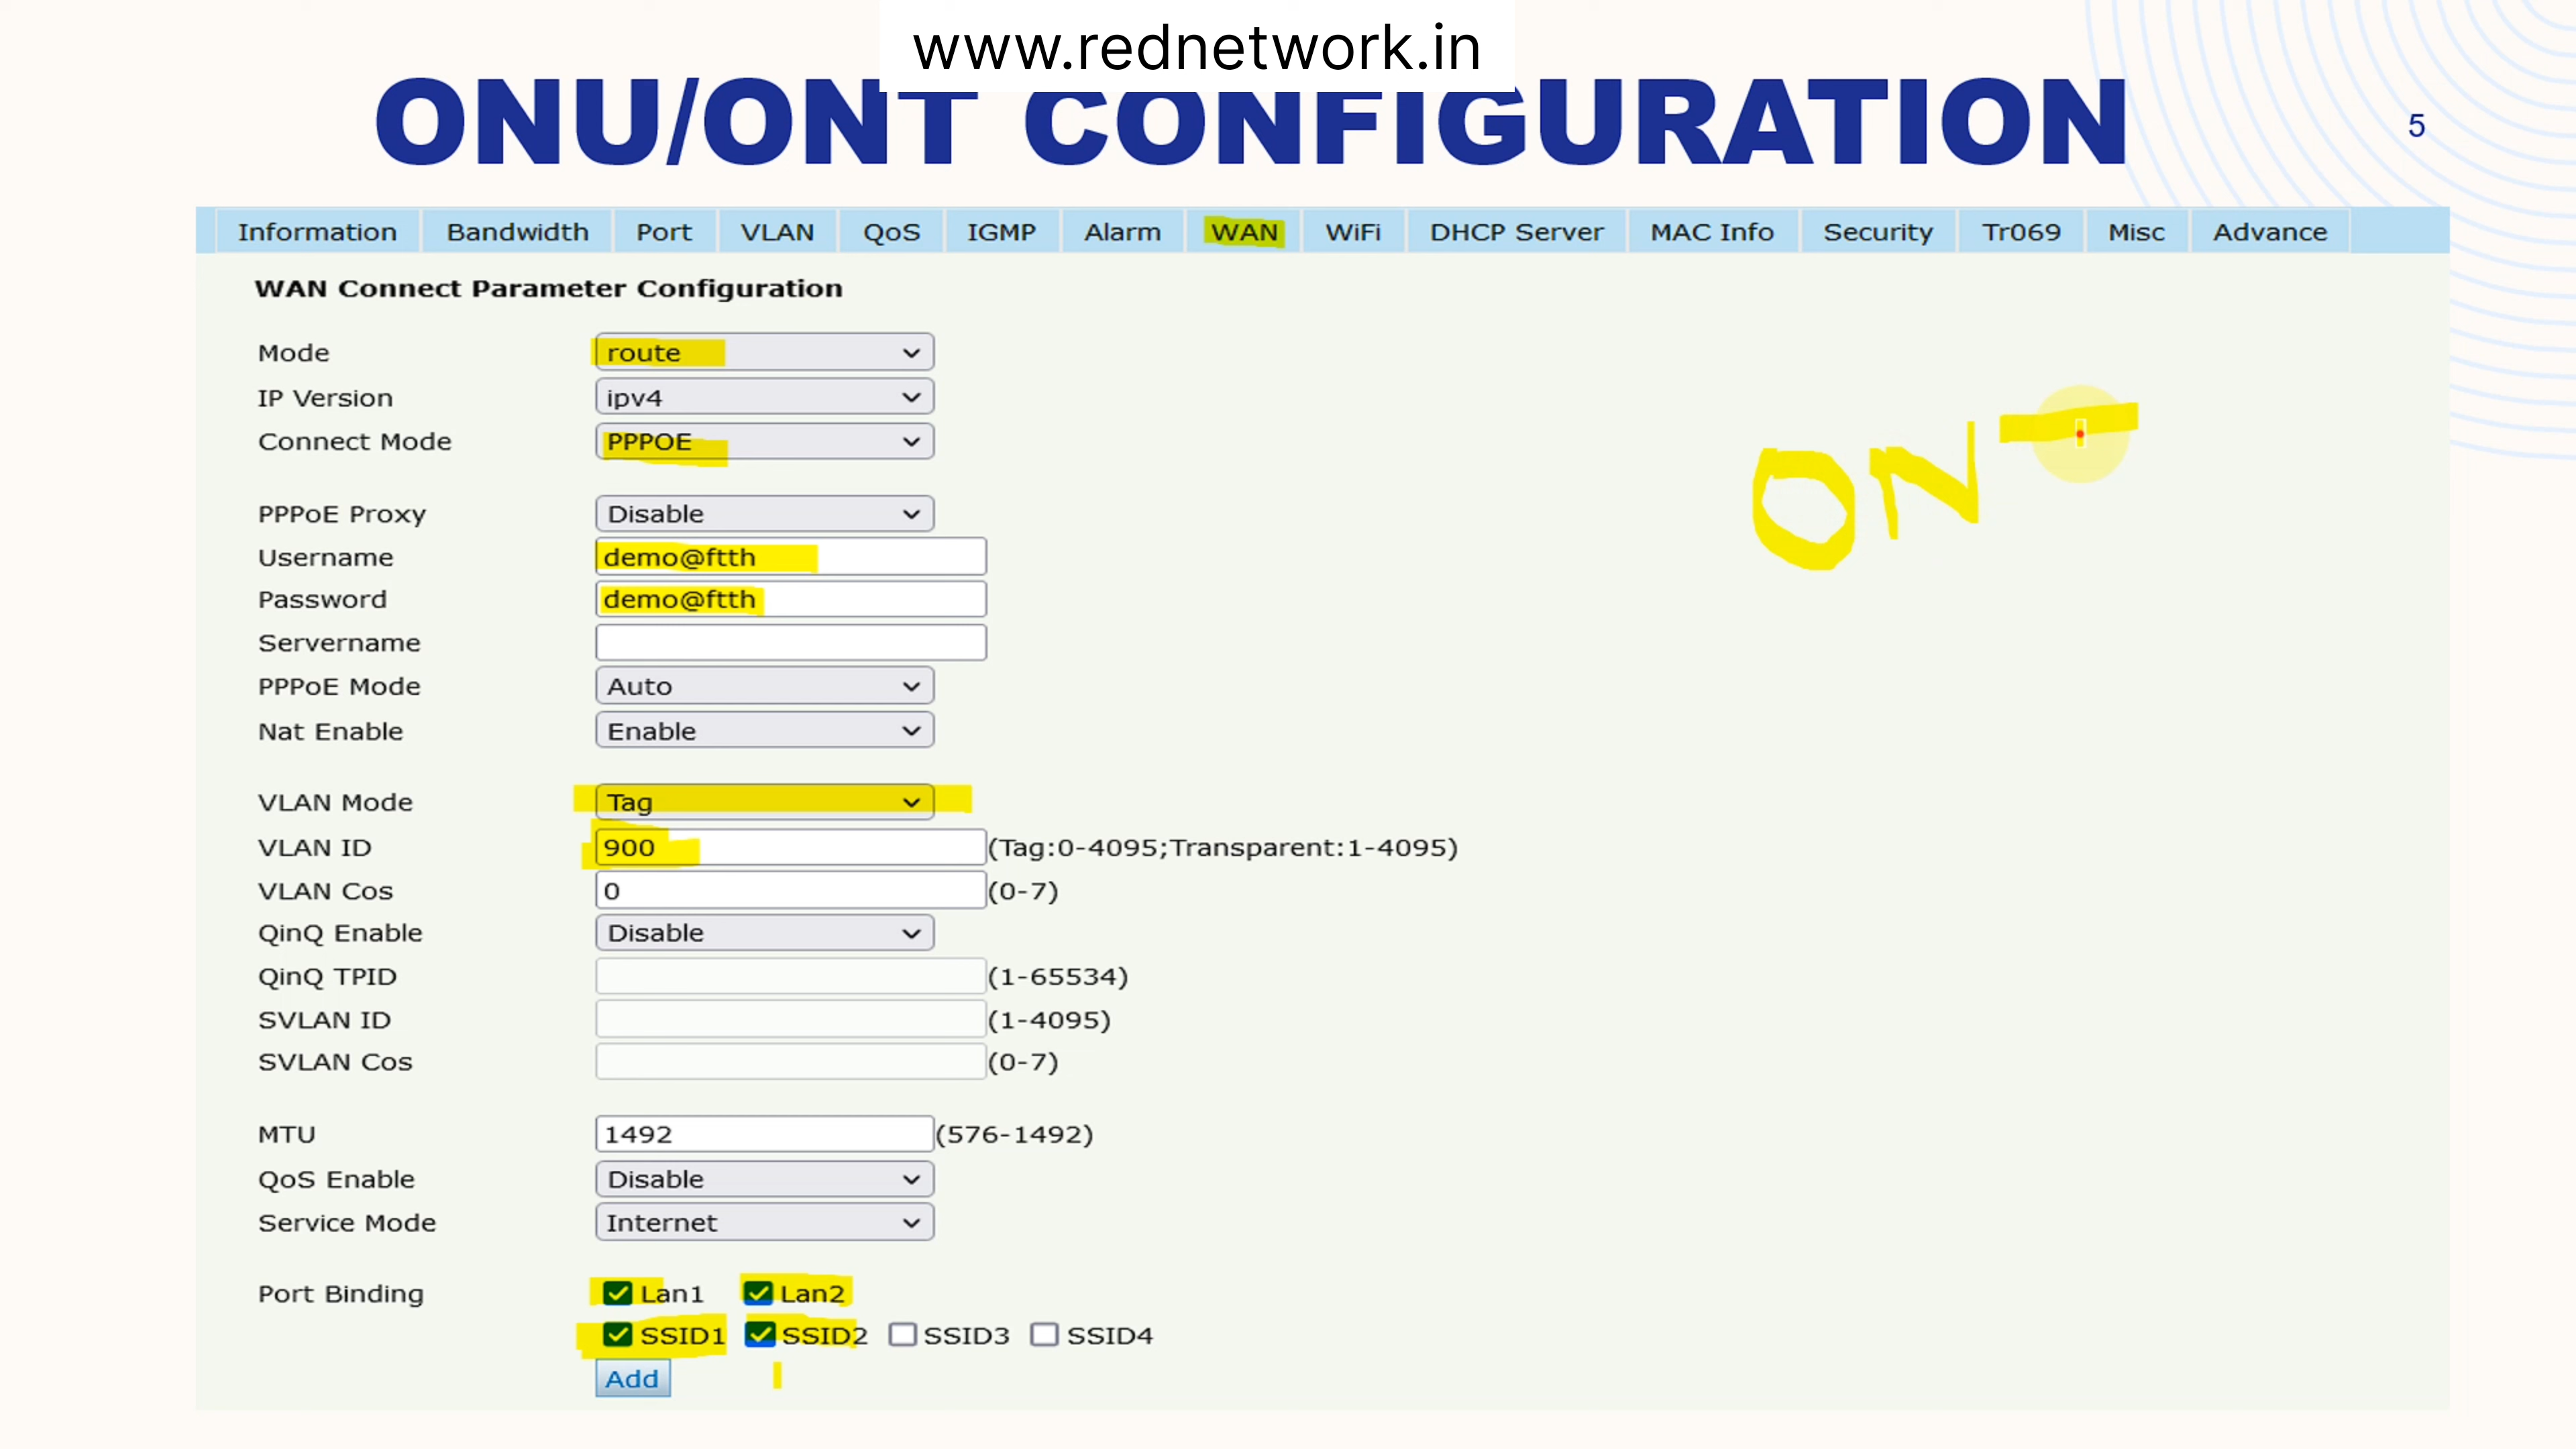 www.rednetwork.in
ONU/ONT CONFIGURATION
5
Information Bandwidth Port VLAN QoS IGMP Alarm WAN WiFi DHCP Server MAC Info Security Tr069 Misc Advance
WAN Connect Parameter Configuration
Mode route
IP Version ipv4
Connect Mode PPPOE
ON
PPPoE Proxy Disable
Username demo@ftth
Password demo@ftth
Servername
PPPoE Mode Auto
Nat Enable Enable
VLAN Mode Tag
VLAN ID 900 (Tag:0-4095;Transparent:1-4095)
VLAN Cos 0 (0-7)
QinQ Enable Disable
QinQ TPID (1-65534)
SVLAN ID (1-4095)
SVLAN Cos (0-7)
MTU 1492 (576-1492)
QoS Enable Disable
Service Mode Internet
Port Binding Lan1 Lan2
SSID1 SSID2 SSID3 SSID4
Add